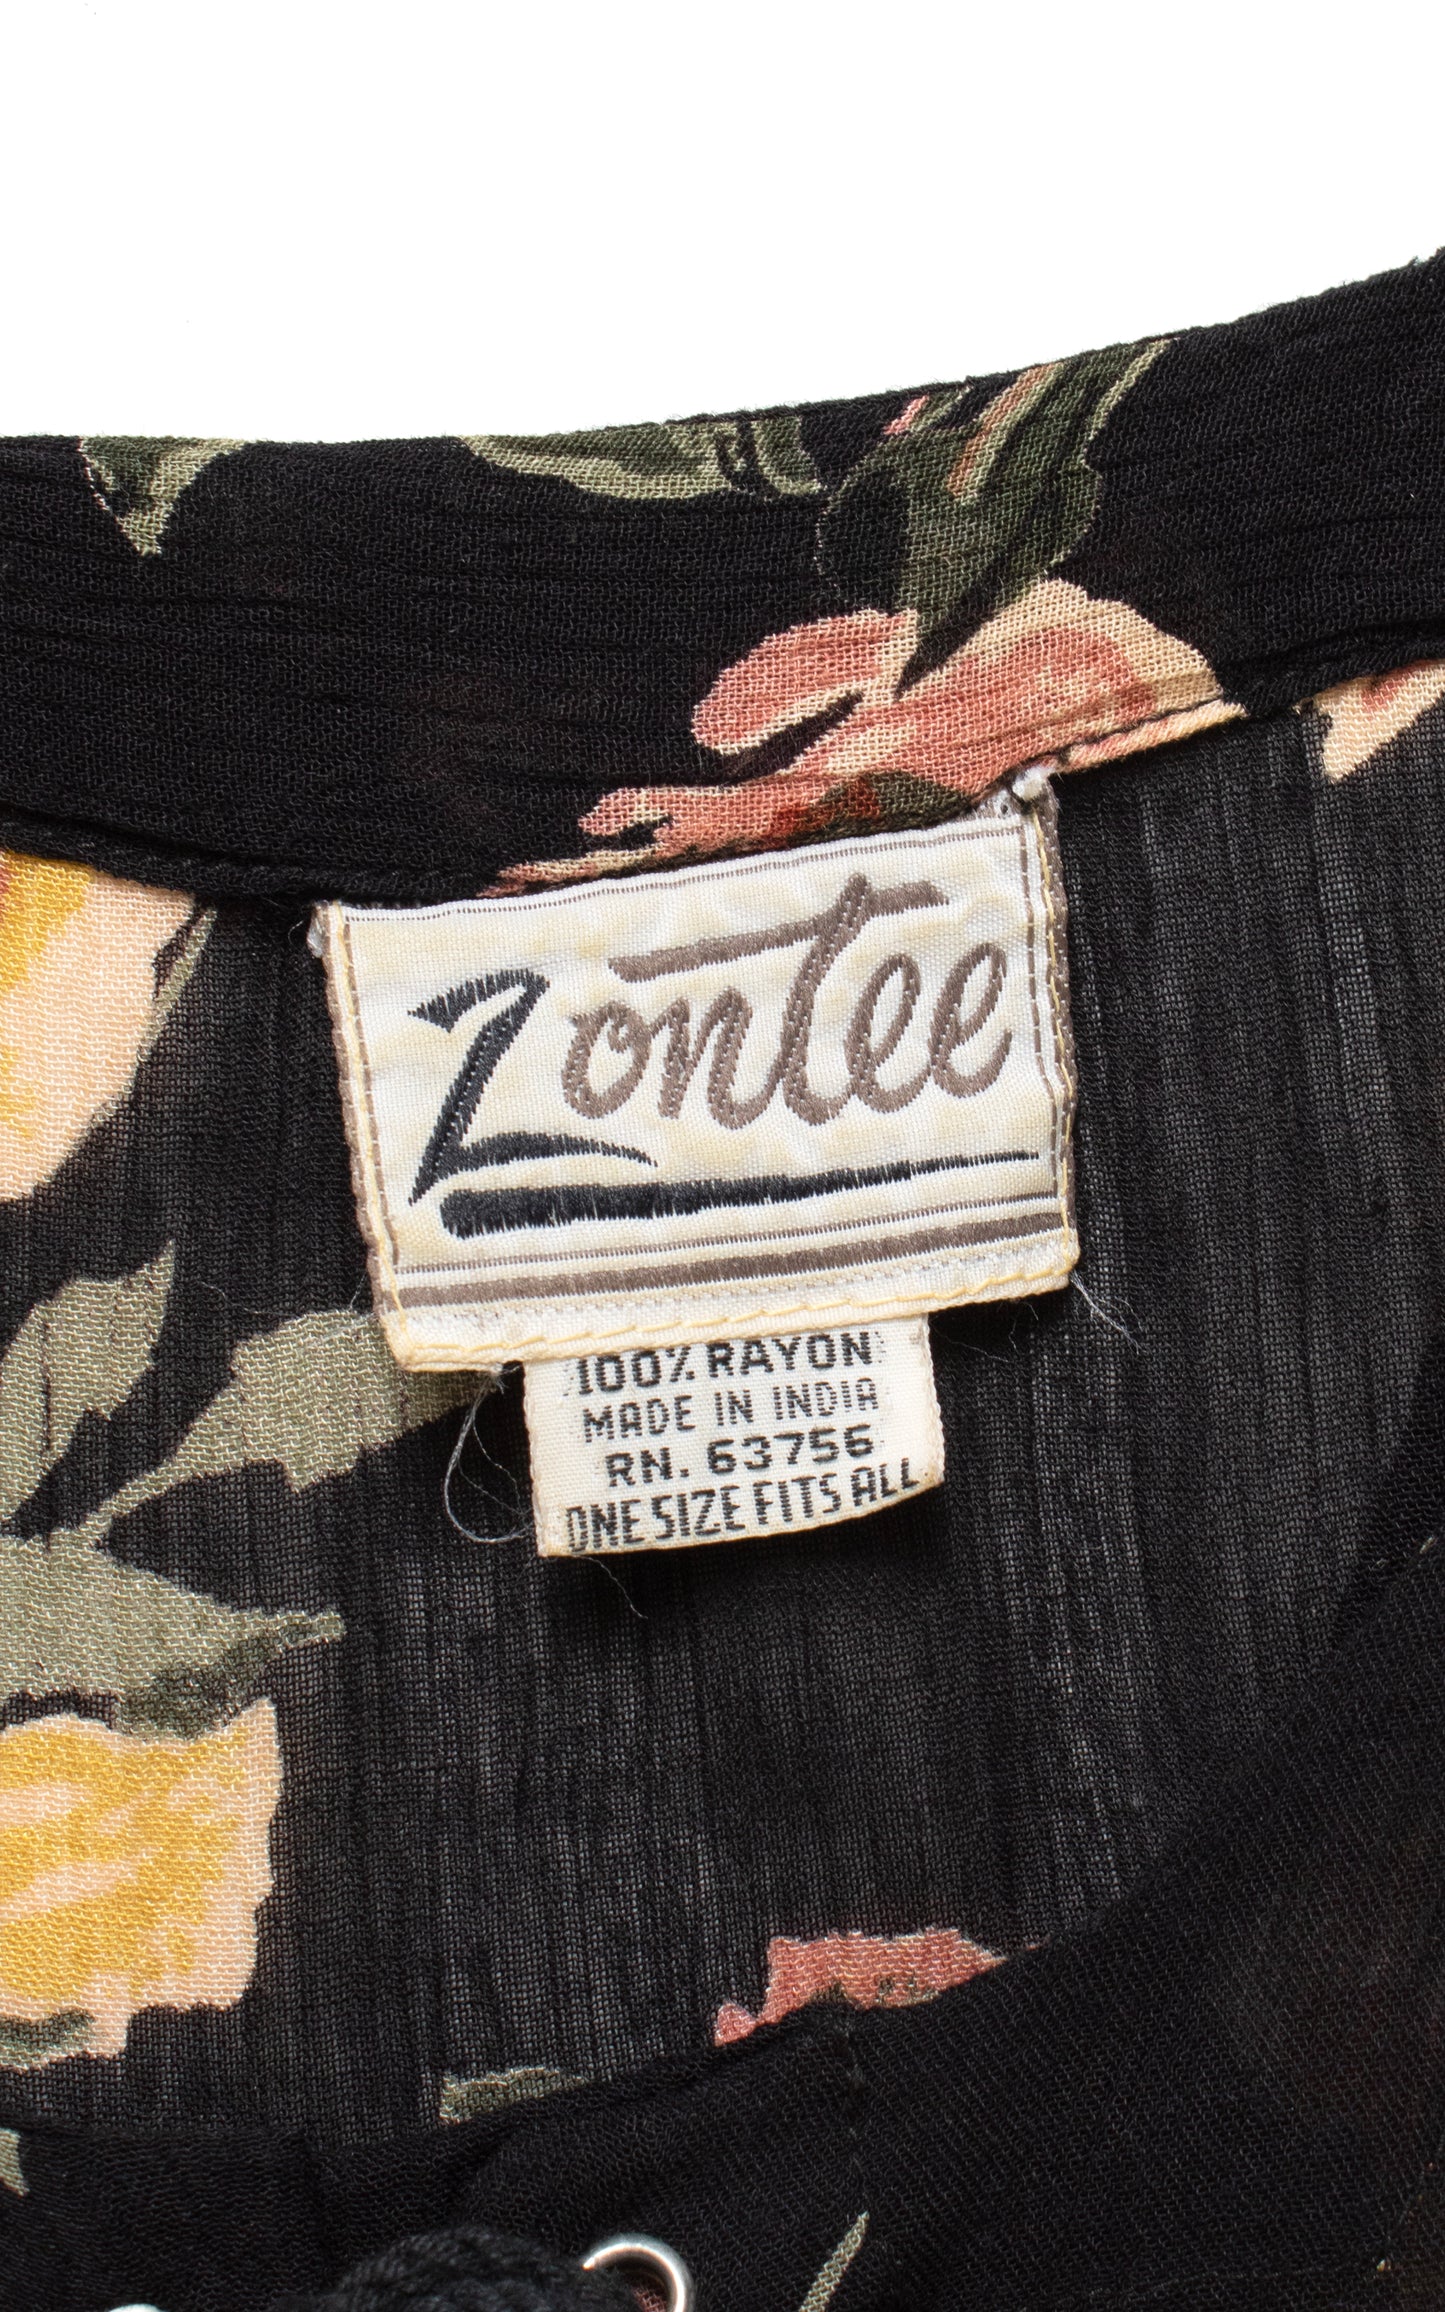 Zontee
100% RAYON
MADE IN INDIA
RN. 63756
ONE SIZE FITS ALL